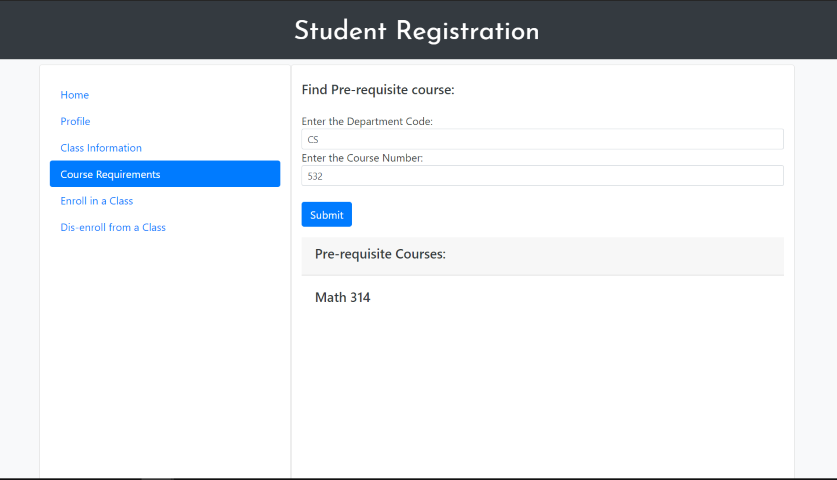 Student Registration
Home
Profile
Class Information
Course Requirements
Enroll in a Class
Dis-enroll from a Class
Find Pre-requisite course:
Enter the Department Code:
CS
Enter the Course Number:
532
Submit
Pre-requisite Courses:
Math 314